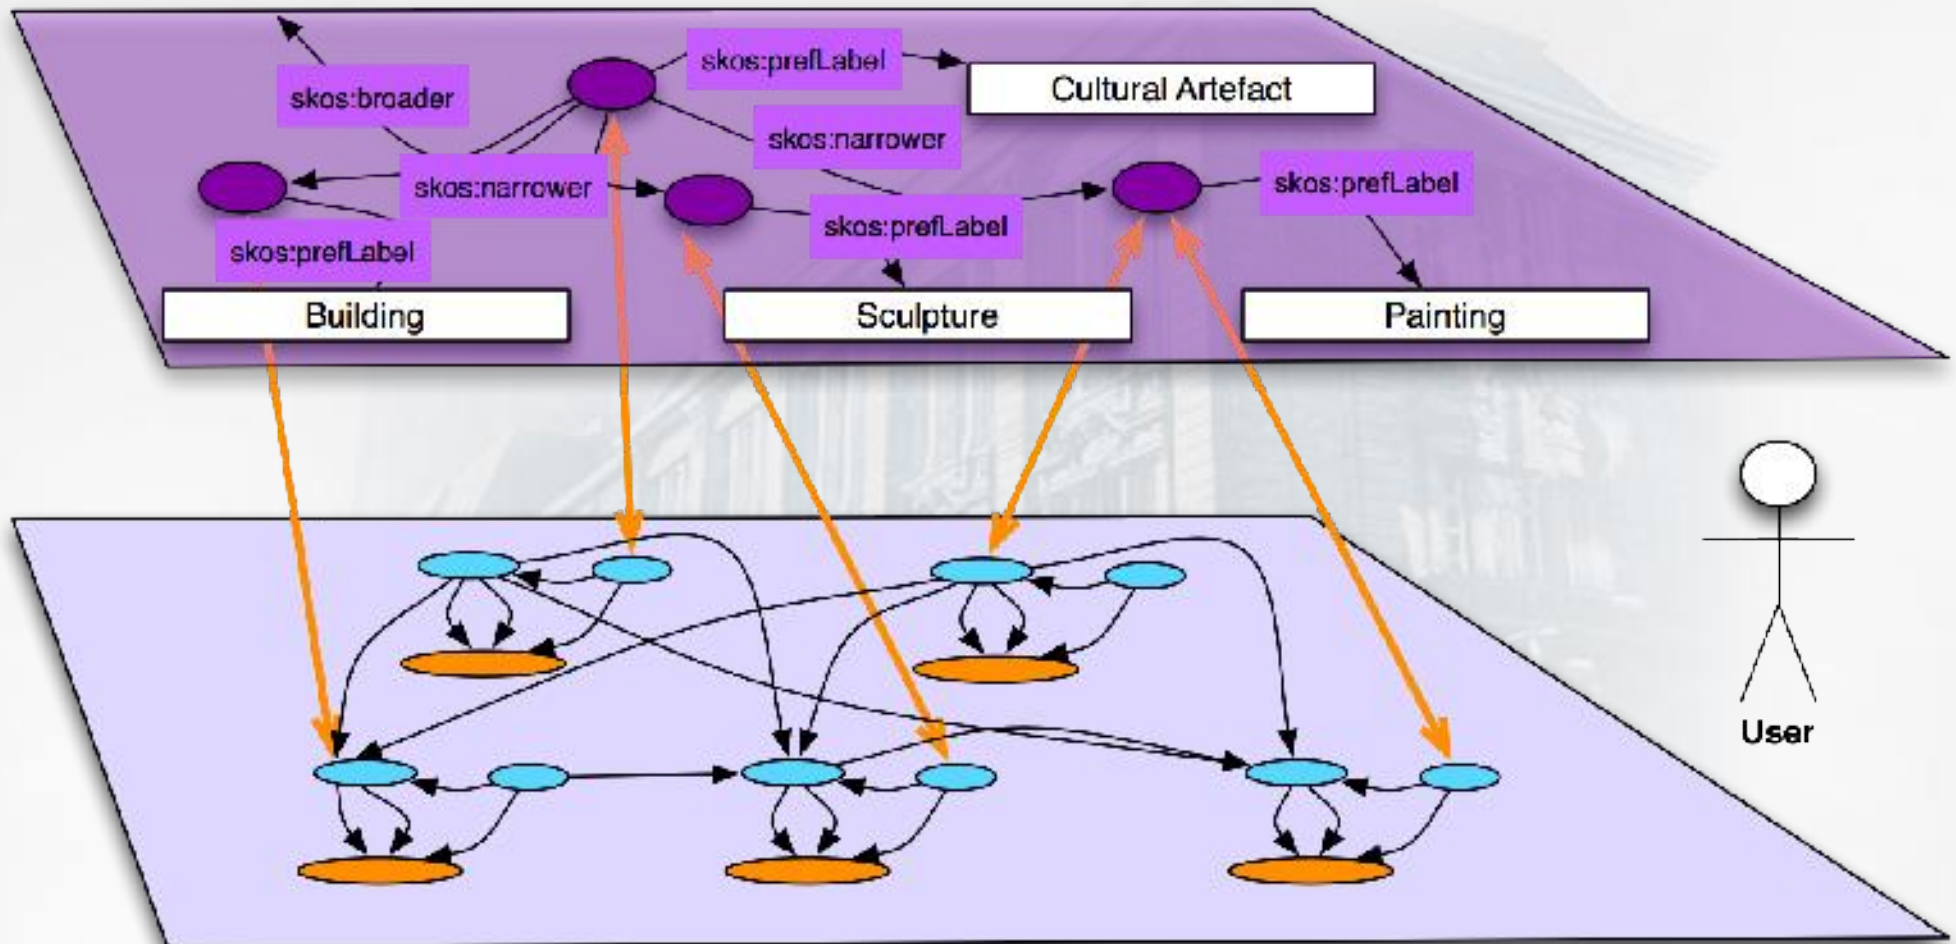 skos:prefLabel
skos:broader
Cultural Artefact
skos:narrower
skos:narrower
skos:prefLabel
skos:prefLabel
skos:prefLabel
Building
Sculpture
Painting
User